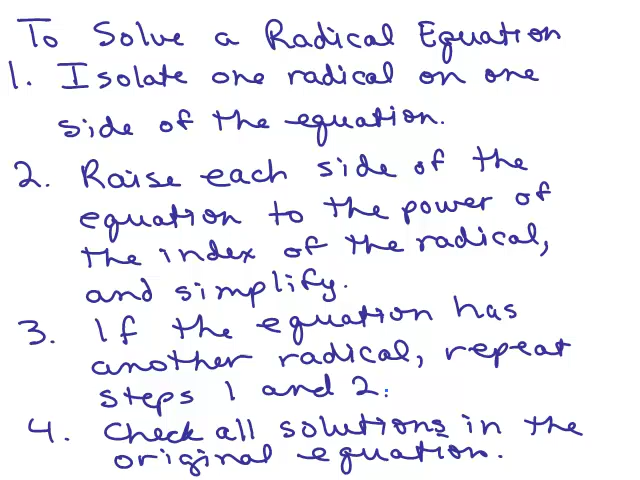 To Solve a Radical Equation
1. Isolate one radical on one
side of the equation.
2. Raise each side of the
equation to the power of
the index of the radical,
and simplify.
3. If the equation has
another radical, repeat
steps 1 and 2.
4. Check all solutions in the
original equation.